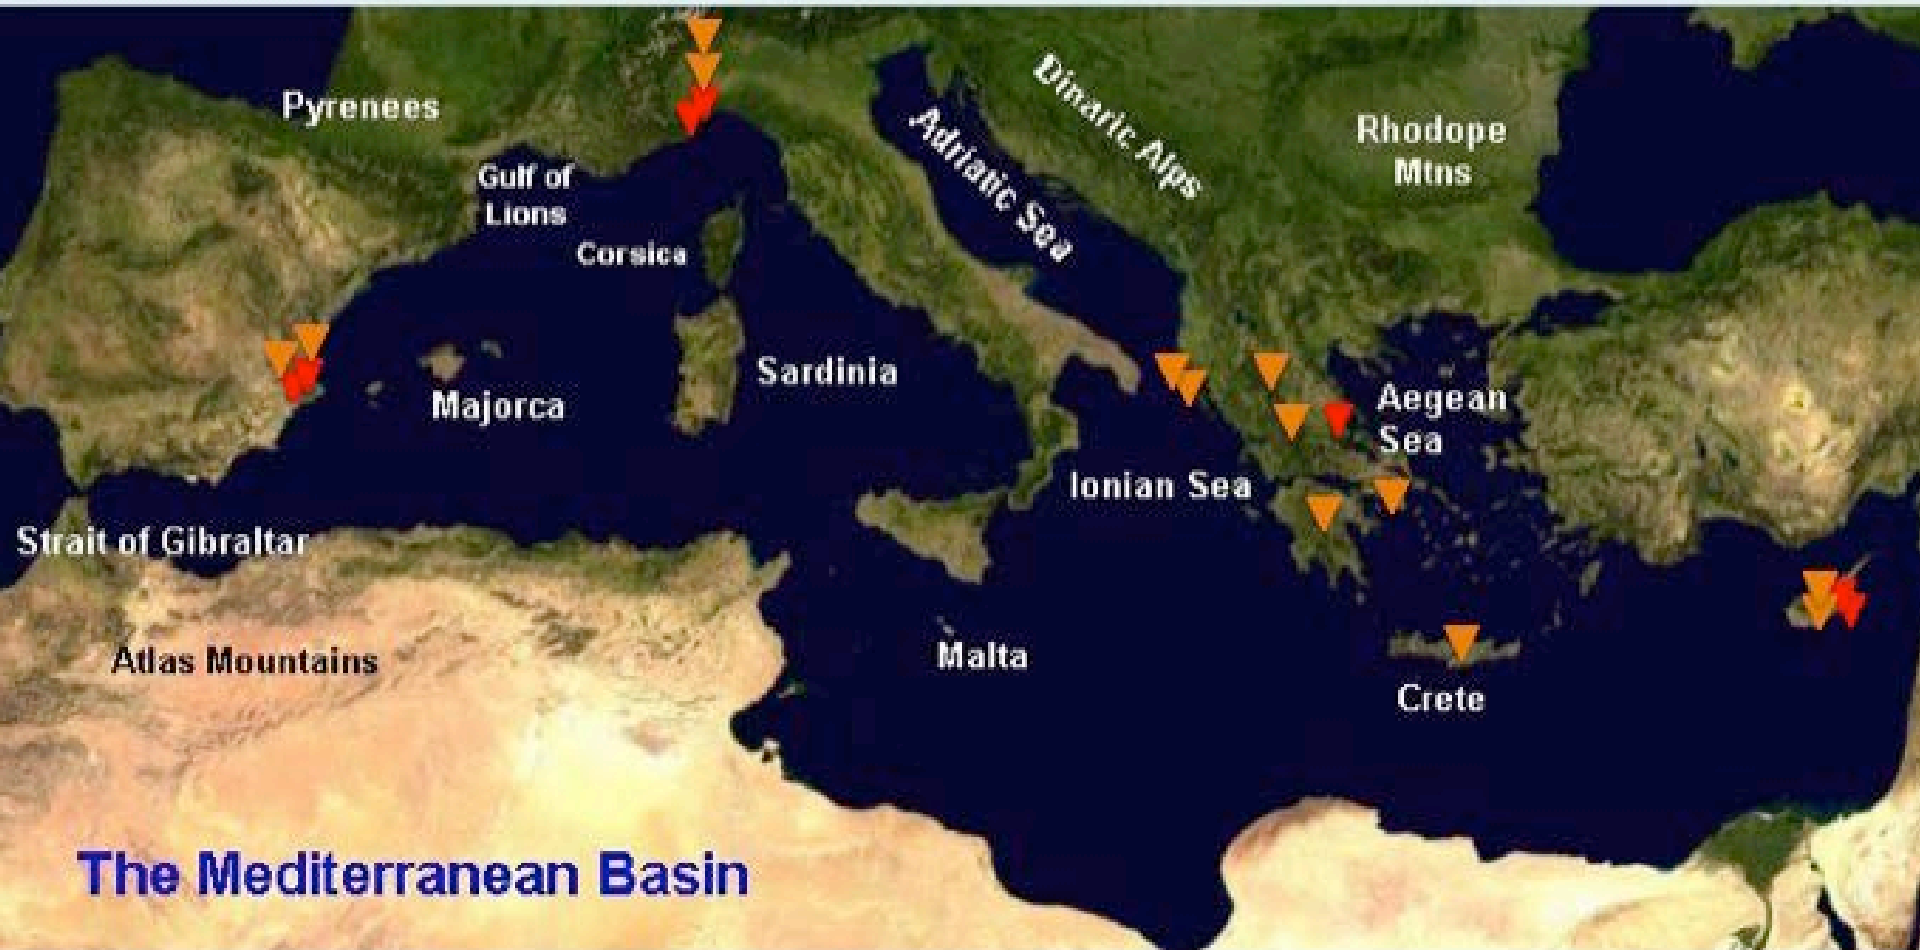 Pyrenees
Gulf of
Lions
Corsica
Dinaric Alps
Adriatic Sea
Rhodope
Mtns
Majorca
Sardinia
Aegean
Sea
Ionian Sea
Strait of Gibraltar
Atlas Mountains
Malta
Crete
The Mediterranean Basin